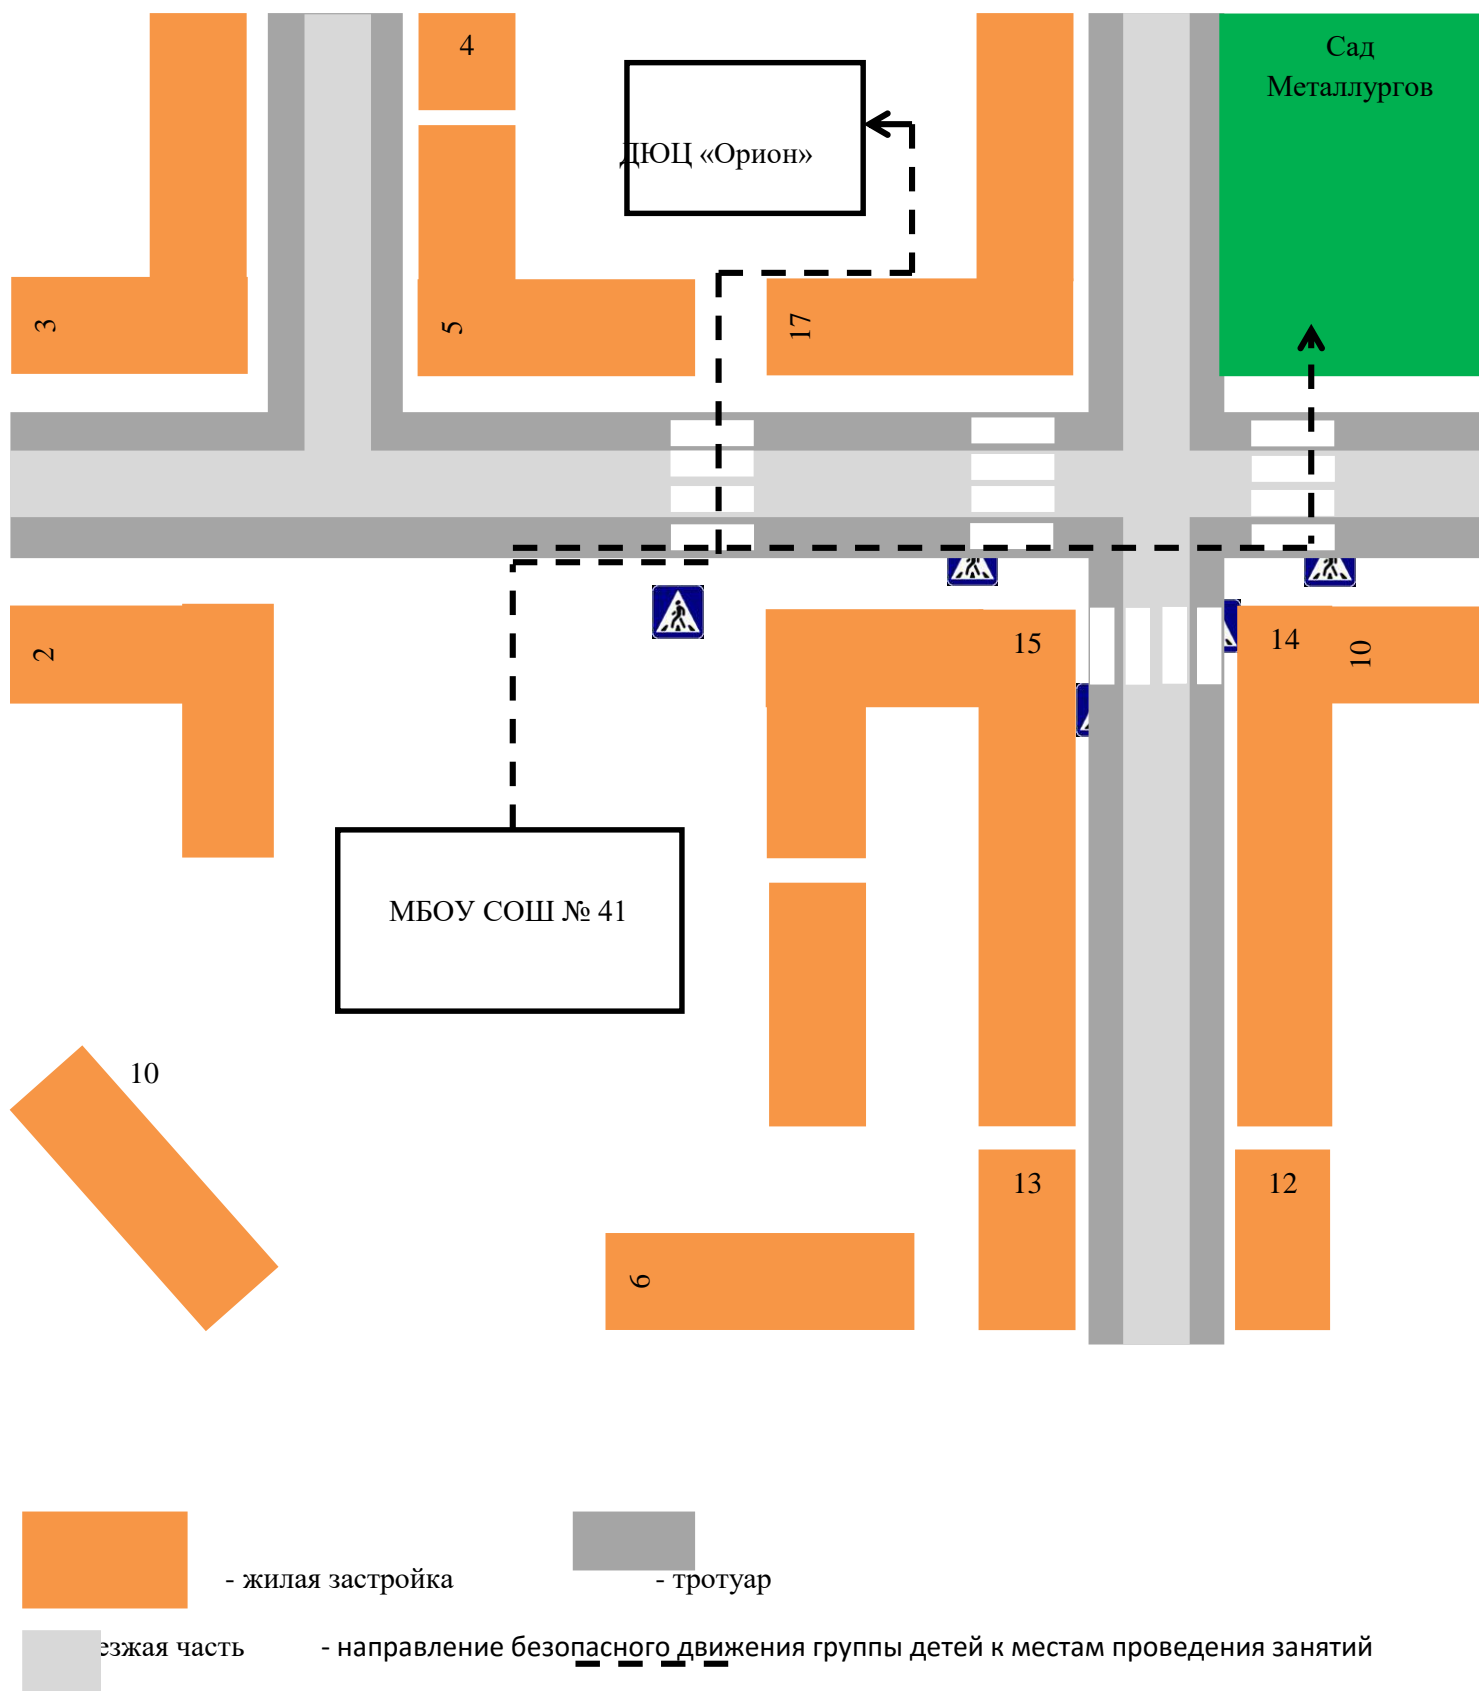 4
Сад
Металлургов
ДЮЦ «Орион»
3
5
17
2
15
14
10
МБОУ СОШ № 41
10
13
12
6
- жилая застройка
- тротуар
езжая часть
- направление безопасного движения группы детей к местам проведения занятий